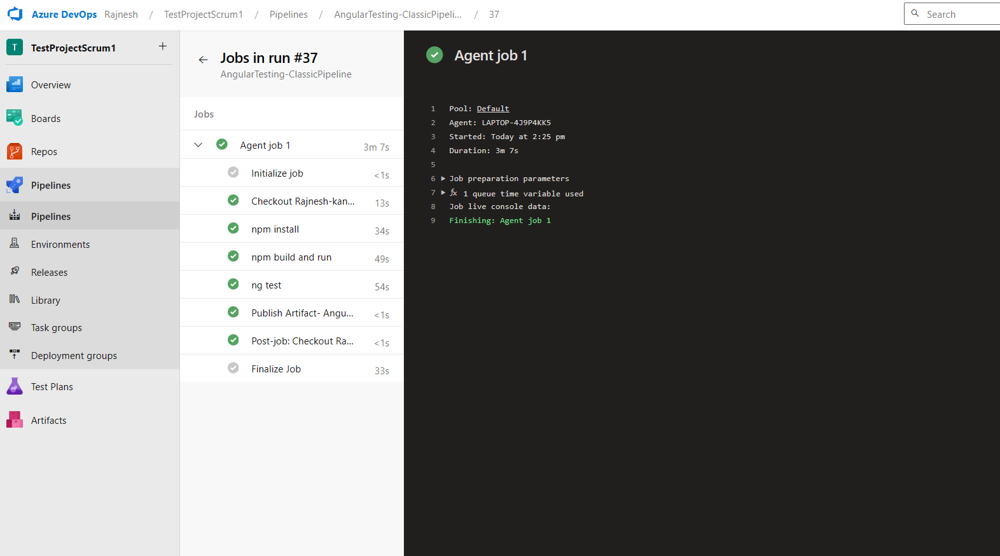 Azure DevOps Rajnesh / TestProjectScrum1 / Pipelines / AngularTesting-ClassicPipeli... / 37
Search
T TestProjectScrum1 +
Overview
Boards
Repos
Pipelines
Pipelines
Environments
Releases
Library
Task groups
Deployment groups
Test Plans
Artifacts
Jobs in run #37
AngularTesting-ClassicPipeline
Jobs
Agent job 1 3m 7s
Initialize job <1s
Checkout Rajnesh-kan... 13s
npm install 34s
npm build and run 49s
ng test 54s
Publish Artifact- Angu... <1s
Post-job: Checkout Ra... <1s
Finalize Job 33s
Agent job 1
1 Pool: Default
2 Agent: LAPTOP-4J9P4KK5
3 Started: Today at 2:25 pm
4 Duration: 3m 7s
5
6 Job preparation parameters
7 fx 1 queue time variable used
8 Job live console data:
9 Finishing: Agent job 1